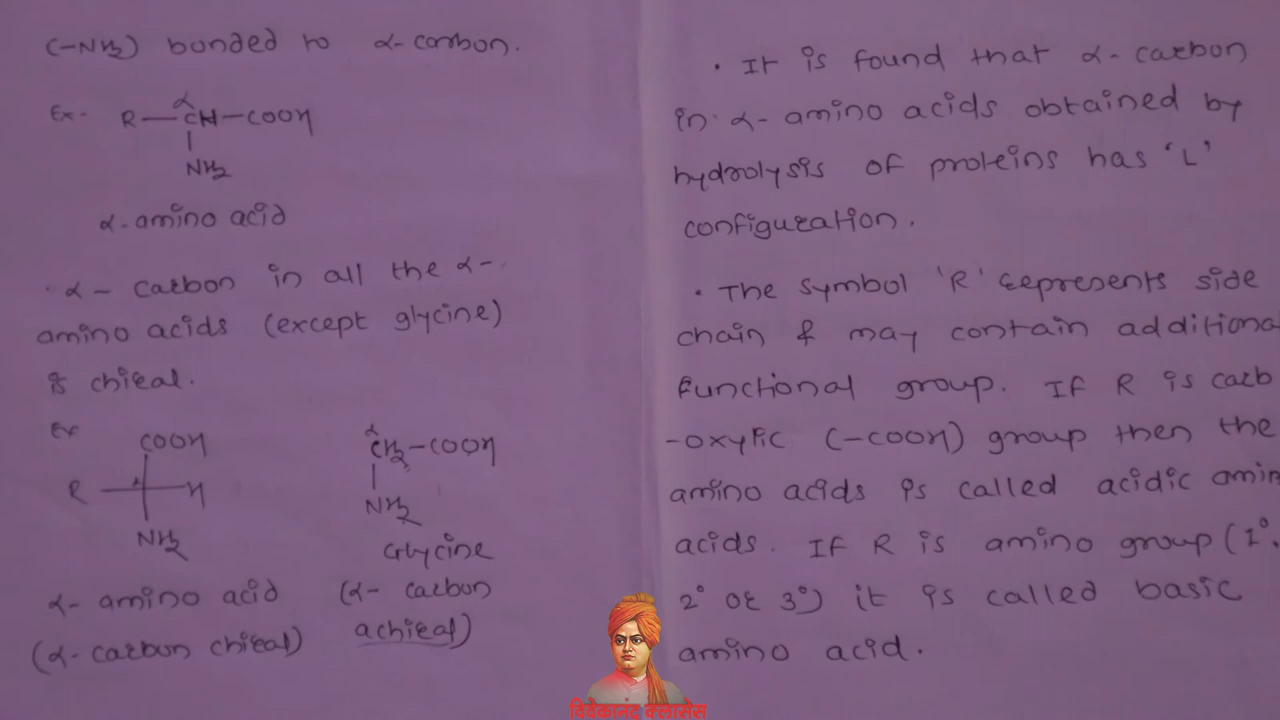 (-NH2) bonded to α-carbon.
Ex- R—CH—COOH
α
|
NH2
α-amino acid
· α- carbon in all the α-
amino acids (except glycine)
is chiral.
Ex
COOH
R H
NH2
α- amino acid
(α- carbon chiral)
α
CH2-COOH
|
NH2
Glycine
(α- carbon
achiral)
· It is found that α- carbon
in α- amino acids obtained by
hydrolysis of proteins has 'L'
configuration.
· The symbol 'R' represents side
chain & may contain additiona
functional group. If R is carb
-oxylic (-COOH) group then the
amino acids is called acidic amin
acids. If R is amino group (1°.
2° or 3°) it is called basic
amino acid.
विवेकानंद क्लासेस